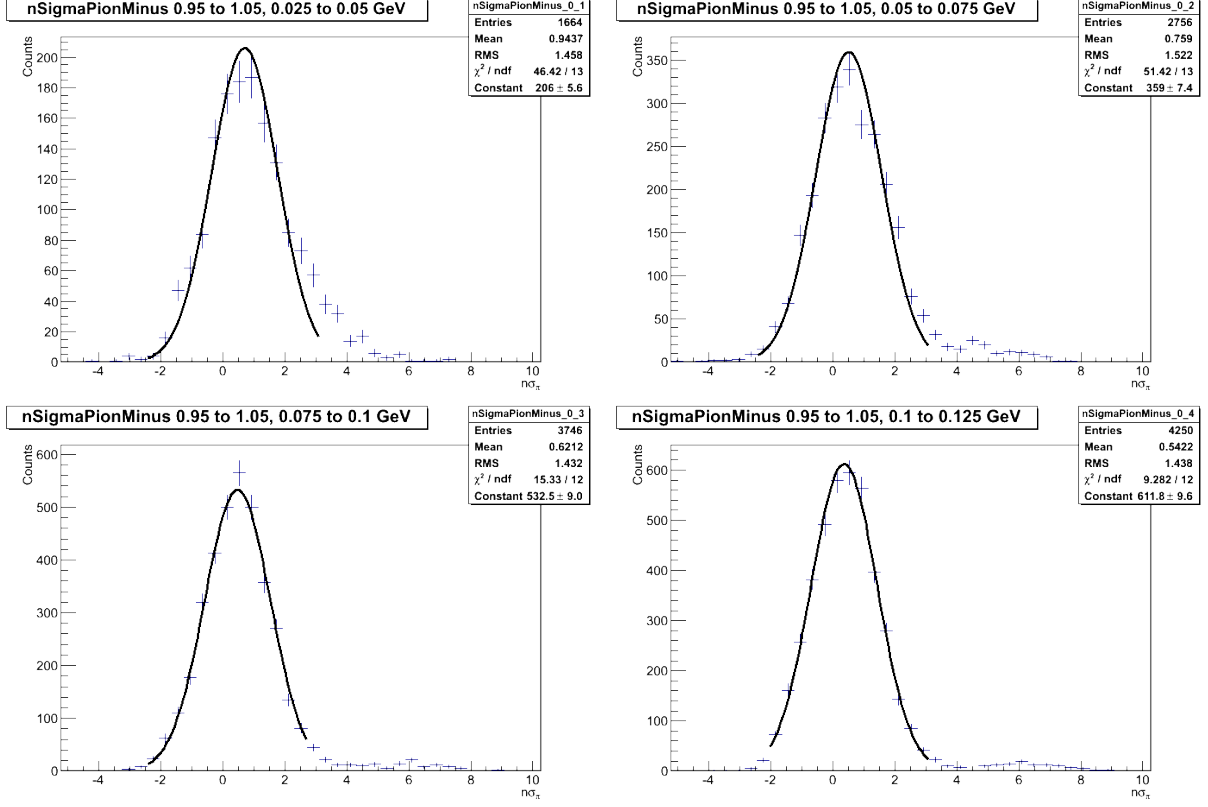 nSigmaPionMinus 0.95 to 1.05, 0.025 to 0.05 GeV
nSigmaPionMinus_0_1
Entries 1664
Mean 0.9437
RMS 1.458
χ² / ndf 46.42 / 13
Constant 206 ± 5.6
Counts
200
180
160
140
120
100
80
60
40
20
0
-4 -2 0 2 4 6 8 10
nσπ
nSigmaPionMinus 0.95 to 1.05, 0.05 to 0.075 GeV
nSigmaPionMinus_0_2
Entries 2756
Mean 0.759
RMS 1.522
χ² / ndf 51.42 / 13
Constant 359 ± 7.4
Counts
350
300
250
200
150
100
50
0
-4 -2 0 2 4 6 8 10
nσπ
nSigmaPionMinus 0.95 to 1.05, 0.075 to 0.1 GeV
nSigmaPionMinus_0_3
Entries 3746
Mean 0.6212
RMS 1.432
χ² / ndf 15.33 / 12
Constant 532.5 ± 9.0
Counts
600
500
400
300
200
100
0
-4 -2 0 2 4 6 8 10
nσπ
nSigmaPionMinus 0.95 to 1.05, 0.1 to 0.125 GeV
nSigmaPionMinus_0_4
Entries 4250
Mean 0.5422
RMS 1.438
χ² / ndf 9.282 / 12
Constant 611.8 ± 9.6
Counts
600
500
400
300
200
100
0
-4 -2 0 2 4 6 8 10
nσπ